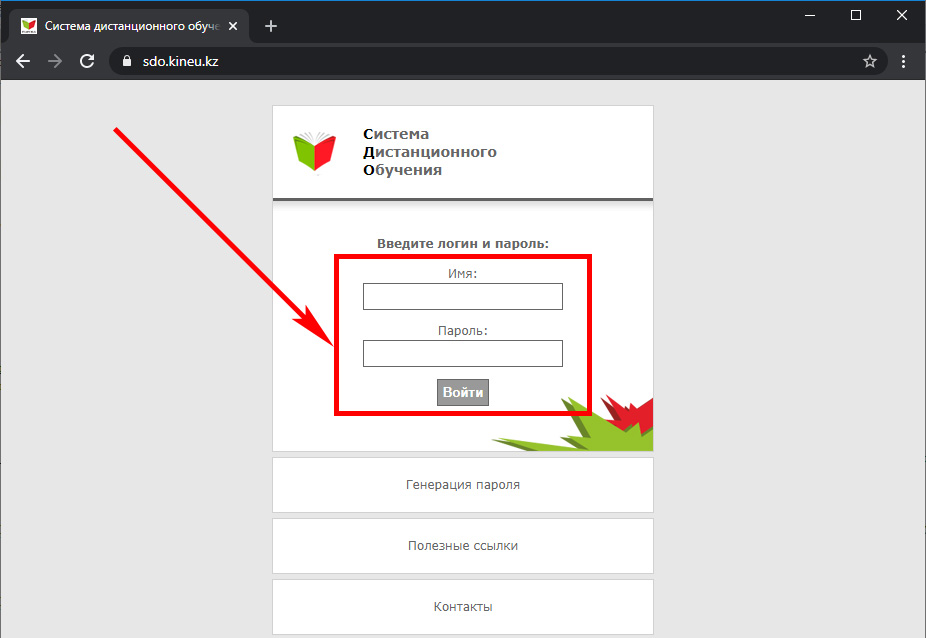 Система дистанционного обуче
sdo.kineu.kz
Система
Дистанционного
Обучения
Введите логин и пароль:
Имя:
Пароль:
Войти
Генерация пароля
Полезные ссылки
Контакты